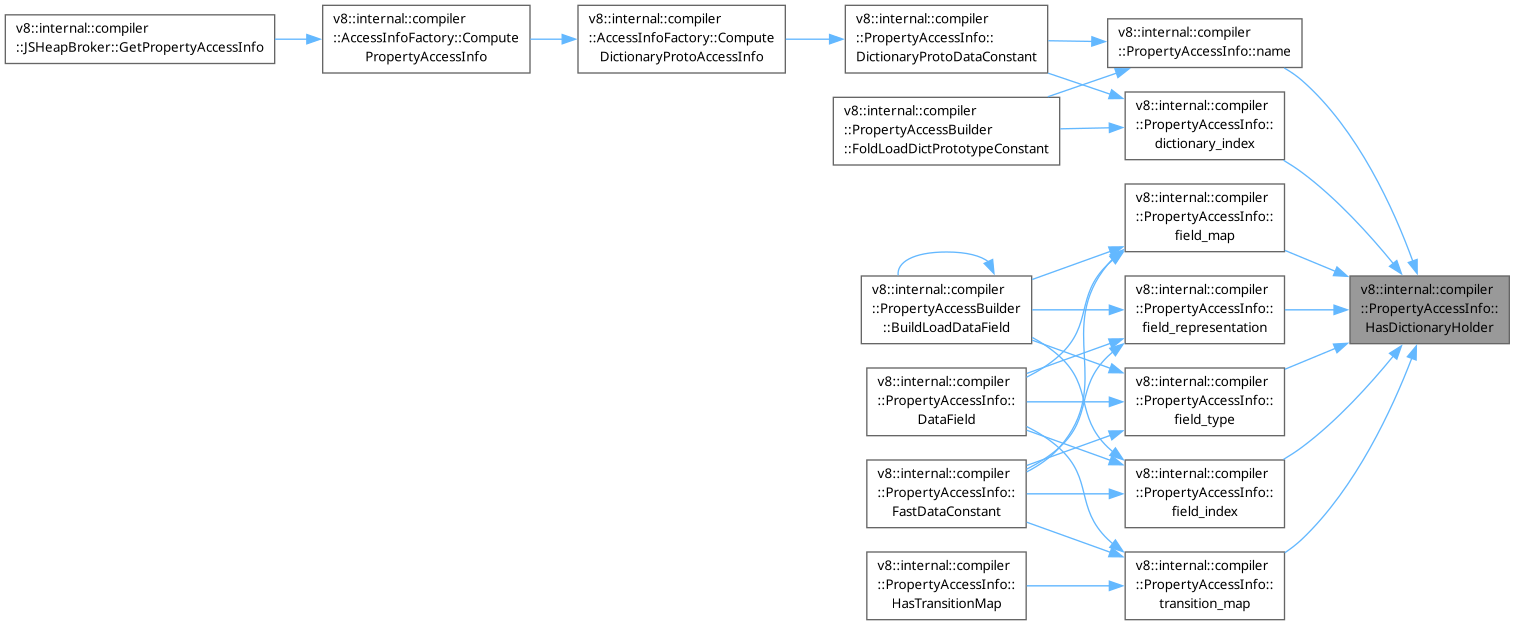 v8::internal::compiler
::JSHeapBroker::GetPropertyAccessInfo
v8::internal::compiler
::AccessInfoFactory::Compute
PropertyAccessInfo
v8::internal::compiler
::AccessInfoFactory::Compute
DictionaryProtoAccessInfo
v8::internal::compiler
::PropertyAccessInfo::
DictionaryProtoDataConstant
v8::internal::compiler
::PropertyAccessInfo::name
v8::internal::compiler
::PropertyAccessBuilder
::FoldLoadDictPrototypeConstant
v8::internal::compiler
::PropertyAccessInfo::
dictionary_index
v8::internal::compiler
::PropertyAccessInfo::
field_map
v8::internal::compiler
::PropertyAccessBuilder
::BuildLoadDataField
v8::internal::compiler
::PropertyAccessInfo::
field_representation
v8::internal::compiler
::PropertyAccessInfo::
HasDictionaryHolder
v8::internal::compiler
::PropertyAccessInfo::
DataField
v8::internal::compiler
::PropertyAccessInfo::
field_type
v8::internal::compiler
::PropertyAccessInfo::
FastDataConstant
v8::internal::compiler
::PropertyAccessInfo::
field_index
v8::internal::compiler
::PropertyAccessInfo::
HasTransitionMap
v8::internal::compiler
::PropertyAccessInfo::
transition_map